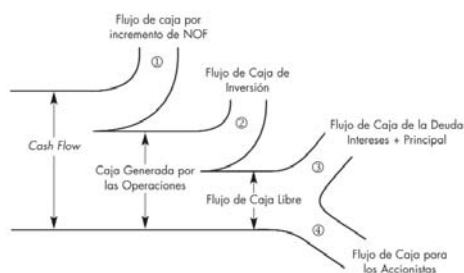 Flujo de caja por
incremento de NOF
①
Flujo de Caja de
Inversión
②
Flujo de Caja de la Deuda
Intereses + Principal
③
Cash Flow
Caja Generada por
las Operaciones
Flujo de Caja Libre
④
Flujo de Caja para
los Accionistas